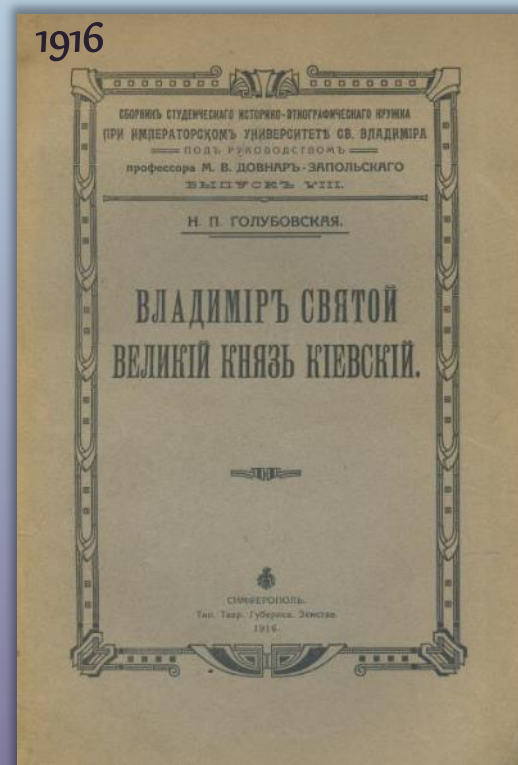 1916
СБОРНИКЪ СТУДЕНЧЕСКАГО ИСТОРИКО-ЭТНОГРАФИЧЕСКАГО КРУЖКА
ПРИ ИМПЕРАТОРСКОМЪ УНИВЕРСИТЕТѢ СВ. ВЛАДИМІРА
ПОДЪ РУКОВОДСТВОМЪ
профессора М. В. ДОВНАРЪ-ЗАПОЛЬСКАГО
ВЫПУСКЪ VIII.
Н. П. ГОЛУБОВСКАЯ.
ВЛАДИМІРЪ СВЯТОЙ
ВЕЛИКІЙ КНЯЗЬ КІЕВСКІЙ.
СИМФЕРОПОЛЬ.
Тип. Тавр. Губернск. Земства.
1916.